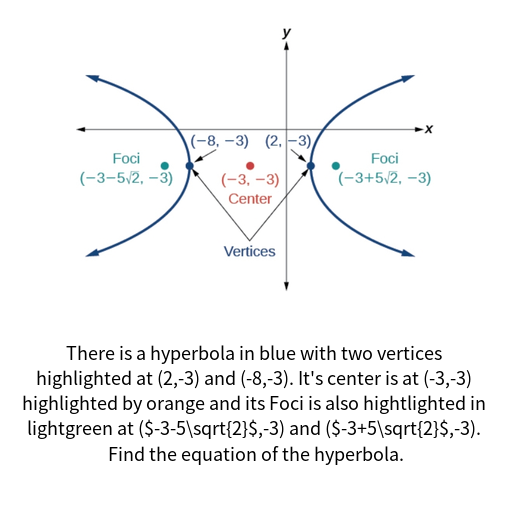 y
x
(−8, −3) (2, −3)
Foci
(−3−5√2, −3)
(−3, −3)
Center
Foci
(−3+5√2, −3)
Vertices
There is a hyperbola in blue with two vertices
highlighted at (2,-3) and (-8,-3). It's center is at (-3,-3)
highlighted by orange and its Foci is also hightlighted in
lightgreen at ($-3-5\sqrt{2}$,-3) and ($-3+5\sqrt{2}$,-3).
Find the equation of the hyperbola.